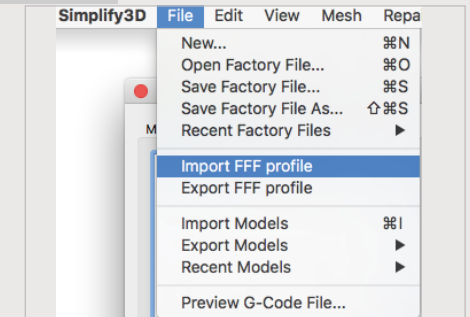 Simplify3D File Edit View Mesh Repa
New... ⌘N
Open Factory File... ⌘O
Save Factory File... ⌘S
Save Factory File As... ⇧⌘S
M
Recent Factory Files ▶
Import FFF profile
Export FFF profile
Import Models ⌘I
Export Models ▶
Recent Models ▶
Preview G-Code File...